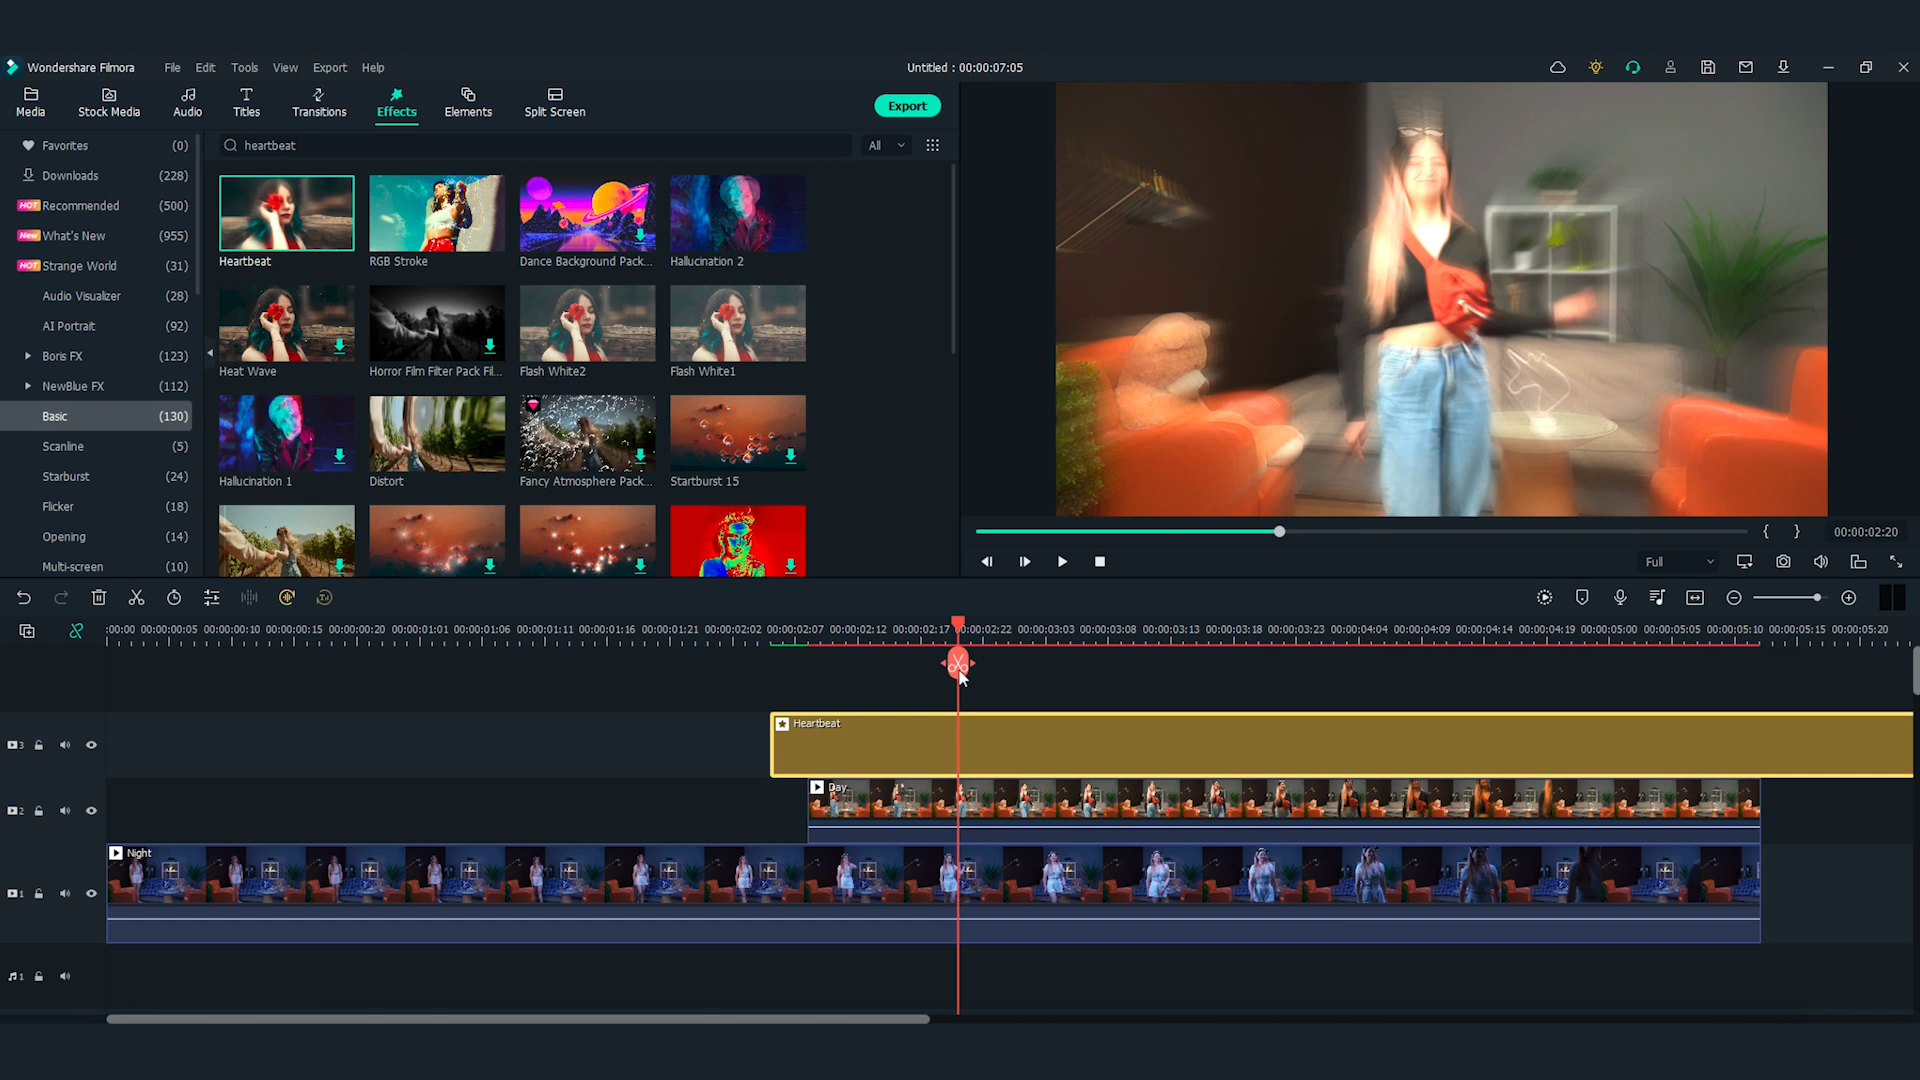 Wondershare Filmora File Edit Tools View Export Help Untitled : 00:00:07:05
Media Stock Media Audio Titles Transitions Effects Elements Split Screen Export
Favorites (0)
Downloads (228)
HOT Recommended (500)
New What's New (955)
HOT Strange World (31)
Audio Visualizer (28)
AI Portrait (92)
Boris FX (123)
NewBlue FX (112)
Basic (130)
Scanline (5)
Starburst (24)
Flicker (18)
Opening (14)
Multi-screen (10)
heartbeat All
Heartbeat RGB Stroke Dance Background Pack... Hallucination 2
Heat Wave Horror Film Filter Pack Fil... Flash White2 Flash White1
Hallucination 1 Distort Fancy Atmosphere Pack... Startburst 15
{ } 00:00:02:20
Full
:00:00 00:00:00:05 00:00:00:10 00:00:00:15 00:00:00:20 00:00:01:01 00:00:01:06 00:00:01:11 00:00:01:16 00:00:01:21 00:00:02:02 00:00:02:07 00:00:02:12 00:00:02:17 00:00:02:22 00:00:03:03 00:00:03:08 00:00:03:13 00:00:03:18 00:00:03:23 00:00:04:04 00:00:04:09 00:00:04:14 00:00:04:19 00:00:05:00 00:00:05:05 00:00:05:10 00:00:05:15 00:00:05:20
Heartbeat
3
Day
2
Night
1
1